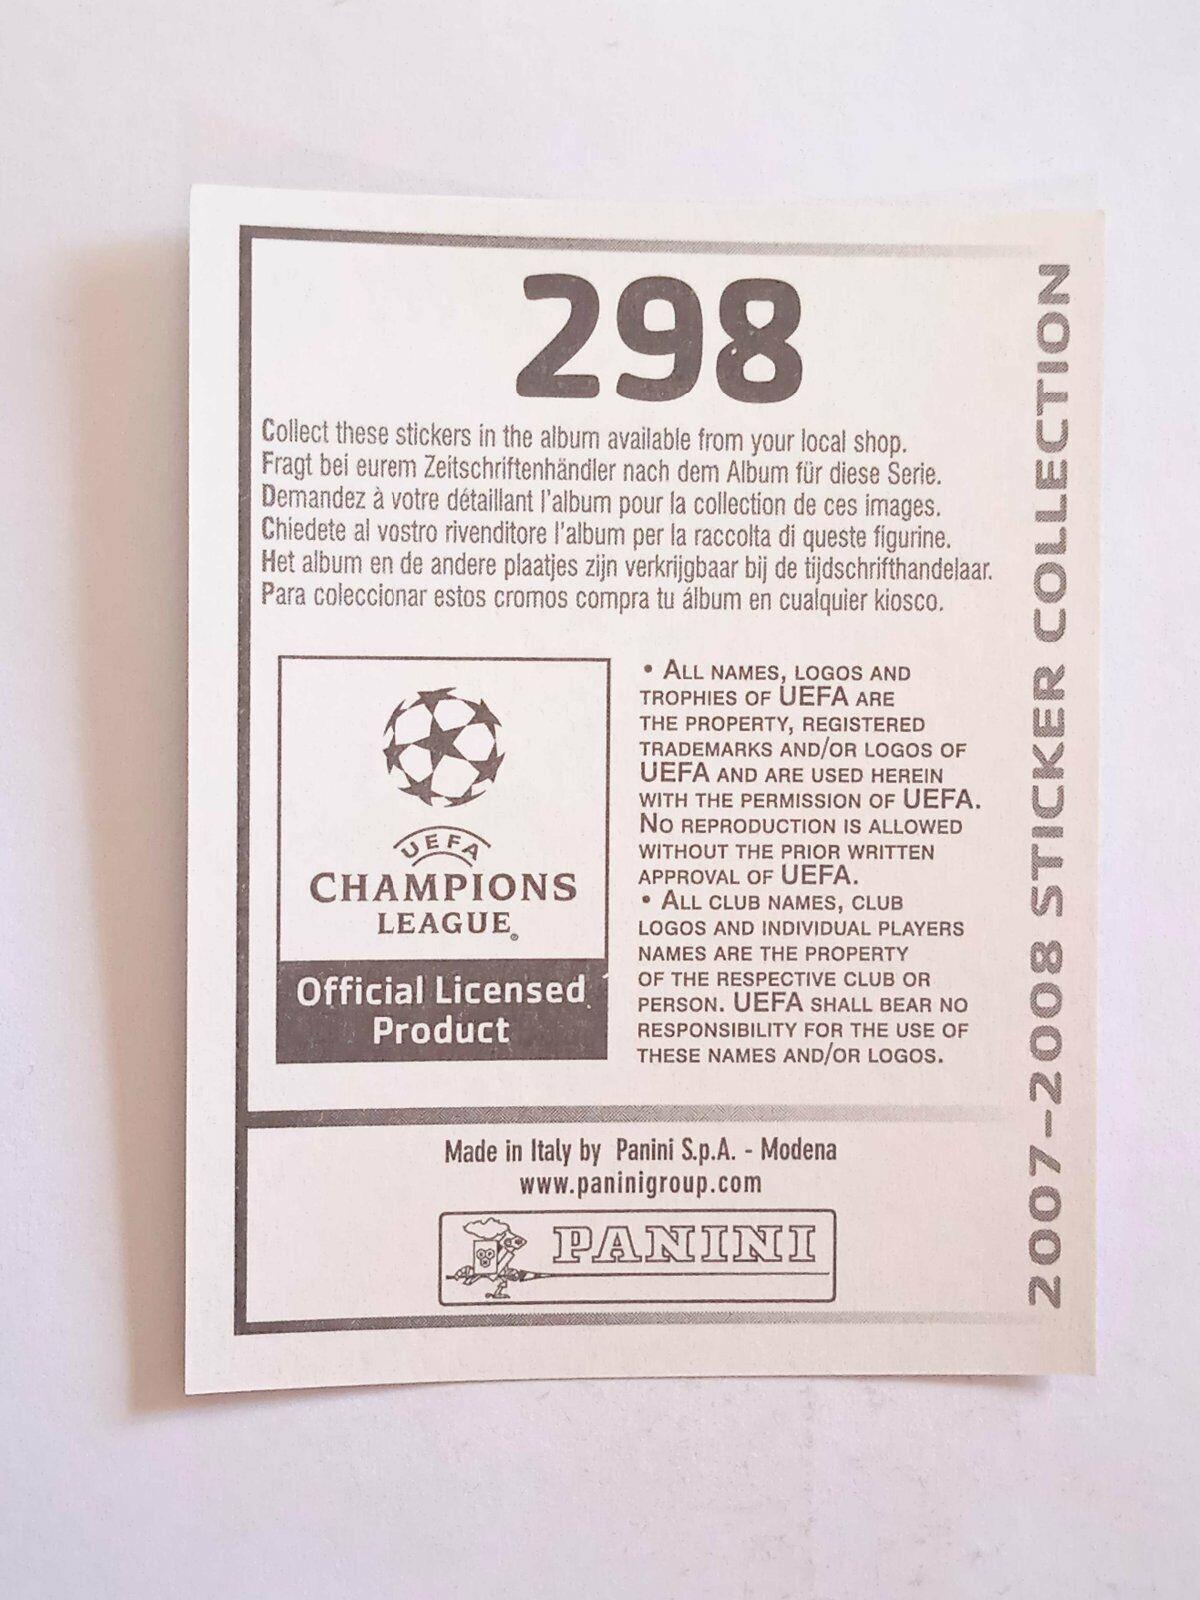 298
Collect these stickers in the album available from your local shop.
Fragt bei eurem Zeitschriftenhändler nach dem Album für diese Serie.
Demandez à votre détaillant l'album pour la collection de ces images.
Chiedete al vostro rivenditore l'album per la raccolta di queste figurine.
Het album en de andere plaatjes zijn verkrijgbaar bij de tijdschrifthandelaar.
Para coleccionar estos cromos compra tu álbum en cualquier kiosco.
UEFA
CHAMPIONS
LEAGUE®
Official Licensed
Product
• ALL NAMES, LOGOS AND
TROPHIES OF UEFA ARE
THE PROPERTY, REGISTERED
TRADEMARKS AND/OR LOGOS OF
UEFA AND ARE USED HEREIN
WITH THE PERMISSION OF UEFA.
NO REPRODUCTION IS ALLOWED
WITHOUT THE PRIOR WRITTEN
APPROVAL OF UEFA.
• ALL CLUB NAMES, CLUB
LOGOS AND INDIVIDUAL PLAYERS
NAMES ARE THE PROPERTY
OF THE RESPECTIVE CLUB OR
PERSON. UEFA SHALL BEAR NO
RESPONSIBILITY FOR THE USE OF
THESE NAMES AND/OR LOGOS.
Made in Italy by Panini S.p.A. - Modena
www.paninigroup.com
PANINI
2007-2008 STICKER COLLECTION